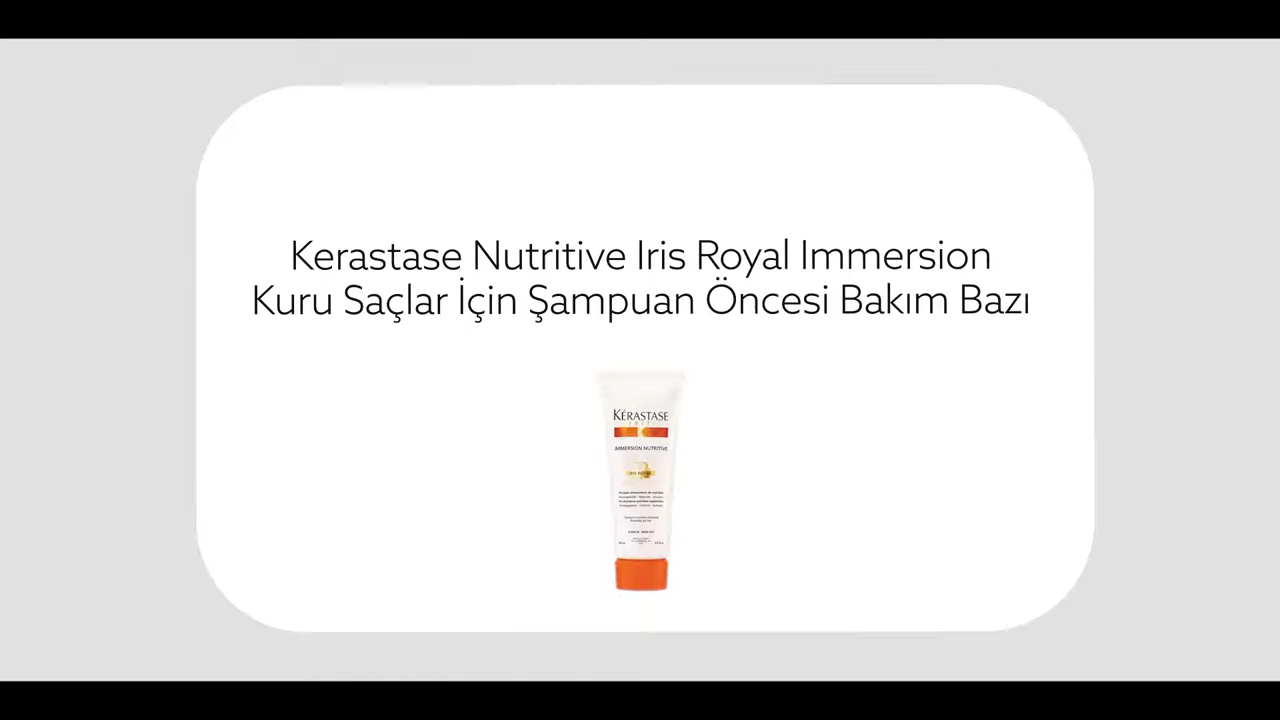 Kerastase Nutritive Iris Royal Immersion
Kuru Saçlar İçin Şampuan Öncesi Bakım Bazı
KÉRASTASE
IMMERSION NUTRITIVE